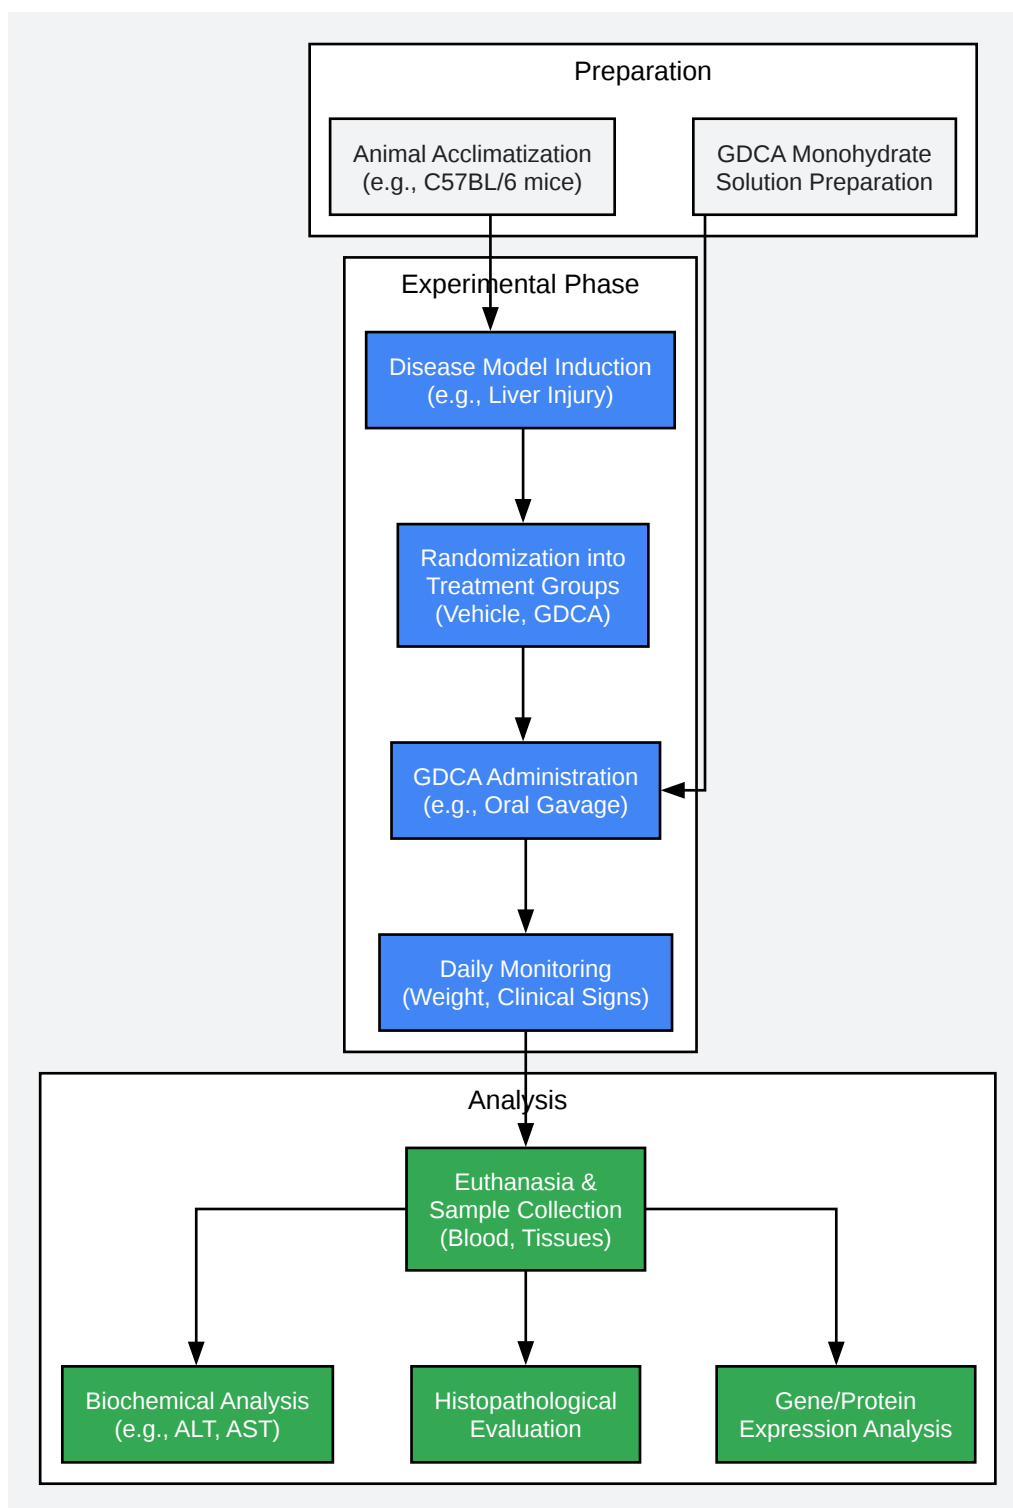 Preparation
Animal Acclimatization
(e.g., C57BL/6 mice)
GDCA Monohydrate
Solution Preparation
Experimental Phase
Disease Model Induction
(e.g., Liver Injury)
Randomization into
Treatment Groups
(Vehicle, GDCA)
GDCA Administration
(e.g., Oral Gavage)
Daily Monitoring
(Weight, Clinical Signs)
Analysis
Euthanasia &
Sample Collection
(Blood, Tissues)
Biochemical Analysis
(e.g., ALT, AST)
Histopathological
Evaluation
Gene/Protein
Expression Analysis